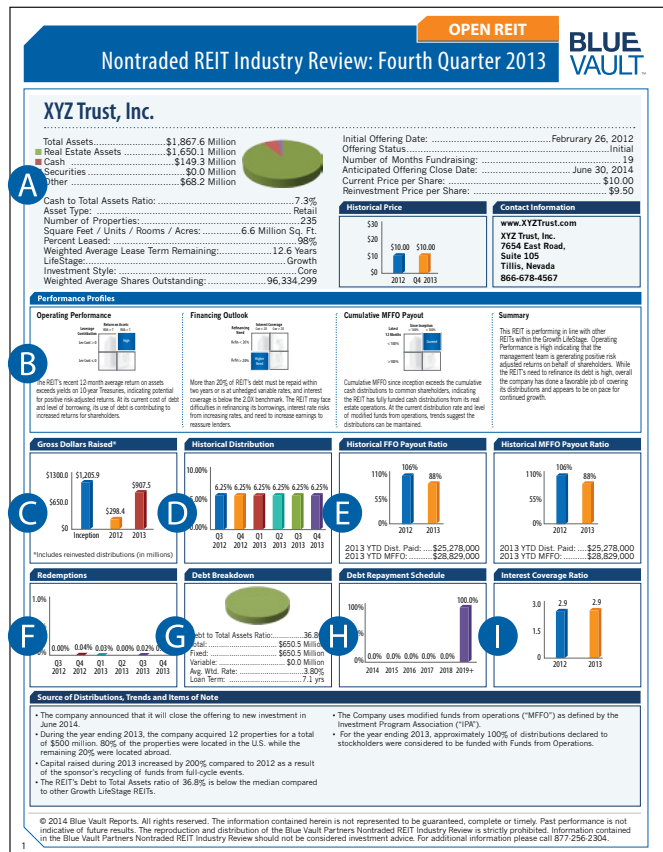 OPEN REIT
Nontraded REIT Industry Review: Fourth Quarter 2013
BLUE
VAULT
XYZ Trust, Inc.
Total Assets..............................$1,867.6 Million
Real Estate Assets ....................$1,650.1 Million
Cash ........................................$149.3 Million
Securities .................................$0.0 Million
Other .......................................$68.2 Million
A
Cash to Total Assets Ratio: ..........................7.3%
Asset Type: ...............................................Retail
Number of Properties:..................................235
Square Feet / Units / Rooms / Acres:........6.6 Million Sq. Ft.
Percent Leased:...........................................98%
Weighted Average Lease Term Remaining:..........12.6 Years
LifeStage:...............................................Growth
Investment Style: ........................................Core
Weighted Average Shares Outstanding: ...............96,334,299
Initial Offering Date: ................................Februrary 26, 2012
Offering Status ..............................................Initial
Number of Months Fundraising: ...............................19
Anticipated Offering Close Date: ................June 30, 2014
Current Price per Share: ..................................$10.00
Reinvestment Price per Share: .............................$9.50
Historical Price
$30
$20
$10
$0
$10.00 $10.00
2012 Q4 2013
Contact Information
www.XYZTrust.com
XYZ Trust, Inc.
7654 East Road,
Suite 105
Tillis, Nevada
866-678-4567
Performance Profiles
B
Operating Performance
Leverage
Contribution
Return on Assets
High
The REIT's recent 12-month average return on assets
exceeds yields on 10-year Treasures, indicating potential
for positive risk-adjusted returns. At its current cost of debt
and level of borrowing, its use of debt is contributing to
increased returns for shareholders.
Financing Outlook
Refinancing
Need
Interest Coverage
Higher
Need
More than 20% of REIT's debt must be repaid within
two years or is at unhedged variable rates, and interest
coverage is below the 2.0X benchmark. The REIT may face
difficulties in refinancing its borrowings, interest rate risks
from increasing rates, and need to increase earnings to
reassure lenders.
Cumulative MFFO Payout
Latest
12 Months
Since Inception
Cumulative MFFO since inception exceeds the cumulative
cash distributions to common shareholders, indicating
the REIT has fully funded cash distributions from its real
estate operations. At the current distribution rate and level
of modified funds from operations, trends suggest the
distributions can be maintained.
Summary
This REIT is performing in line with other
REITs within the Growth LifeStage. Operating
Performance is High indicating that the
management team is generating positive risk
adjusted returns on behalf of shareholders. While
the REIT's need to refinance its debt is high, overall
the company has done a favorable job of covering
its distributions and appears to be on pace for
continued growth.
Gross Dollars Raised*
C
$1300.0
$650.0
$0
$1,205.9
$298.4
$907.5
Inception 2012 2013
*Includes reinvested distributions (in millions)
Historical Distribution
D
10.00%
5.00%
0.00%
6.25% 6.25% 6.25% 6.25% 6.25% 6.25%
Q3 Q4 Q1 Q2 Q3 Q4
2012 2012 2013 2013 2013 2013
Historical FFO Payout Ratio
E
110%
55%
0%
106%
88%
2012 2013
2013 YTD Dist. Paid: ....$25,278,000
2013 YTD MFFO: .........$28,829,000
Historical MFFO Payout Ratio
110%
55%
0%
106%
88%
2012 2013
2013 YTD Dist. Paid: ....$25,278,000
2013 YTD MFFO: .........$28,829,000
Redemptions
F
1.0%
0.00% 0.04% 0.03% 0.00% 0.02%
Q3 Q4 Q1 Q2 Q3 Q4
2012 2012 2013 2013 2013 2013
Debt Breakdown
G
Debt to Total Assets Ratio:...........36.8%
Total: ............................$650.5 Million
Fixed: ............................$650.5 Million
Variable: .........................$0.0 Million
Avg. Wtd. Rate: ......................3.80%
Loan Term: ..........................7.1 yrs
Debt Repayment Schedule
H
100%
0%
0.0% 0.0% 0.0% 0.0% 0.0%
100.0%
2014 2015 2016 2017 2018 2019+
Interest Coverage Ratio
I
3.0
1.5
0
2.9 2.9
2012 2013
Source of Distributions, Trends and Items of Note
• The company announced that it will close the offering to new investment in
June 2014.
• During the year ending 2013, the company acquired 12 properties for a total
of $500 million. 80% of the properties were located in the U.S. while the
remaining 20% were located abroad.
• Capital raised during 2013 increased by 200% compared to 2012 as a result
of the sponsor's recycling of funds from full-cycle events.
• The REIT's Debt to Total Assets ratio of 36.8% is below the median compared
to other Growth LifeStage REITs.
• The Company uses modified funds from operations ("MFFO") as defined by the
Investment Program Association ("IPA").
• For the year ending 2013, approximately 100% of distributions declared to
stockholders were considered to be funded with Funds from Operations.
© 2014 Blue Vault Reports. All rights reserved. The information contained herein is not represented to be guaranteed, complete or timely. Past performance is not
indicative of future results. The reproduction and distribution of the Blue Vault Partners Nontraded REIT Industry Review is strictly prohibited. Information contained
in the Blue Vault Partners Nontraded REIT Industry Review should not be considered investment advice. For additional information please call 877-256-2304.
1